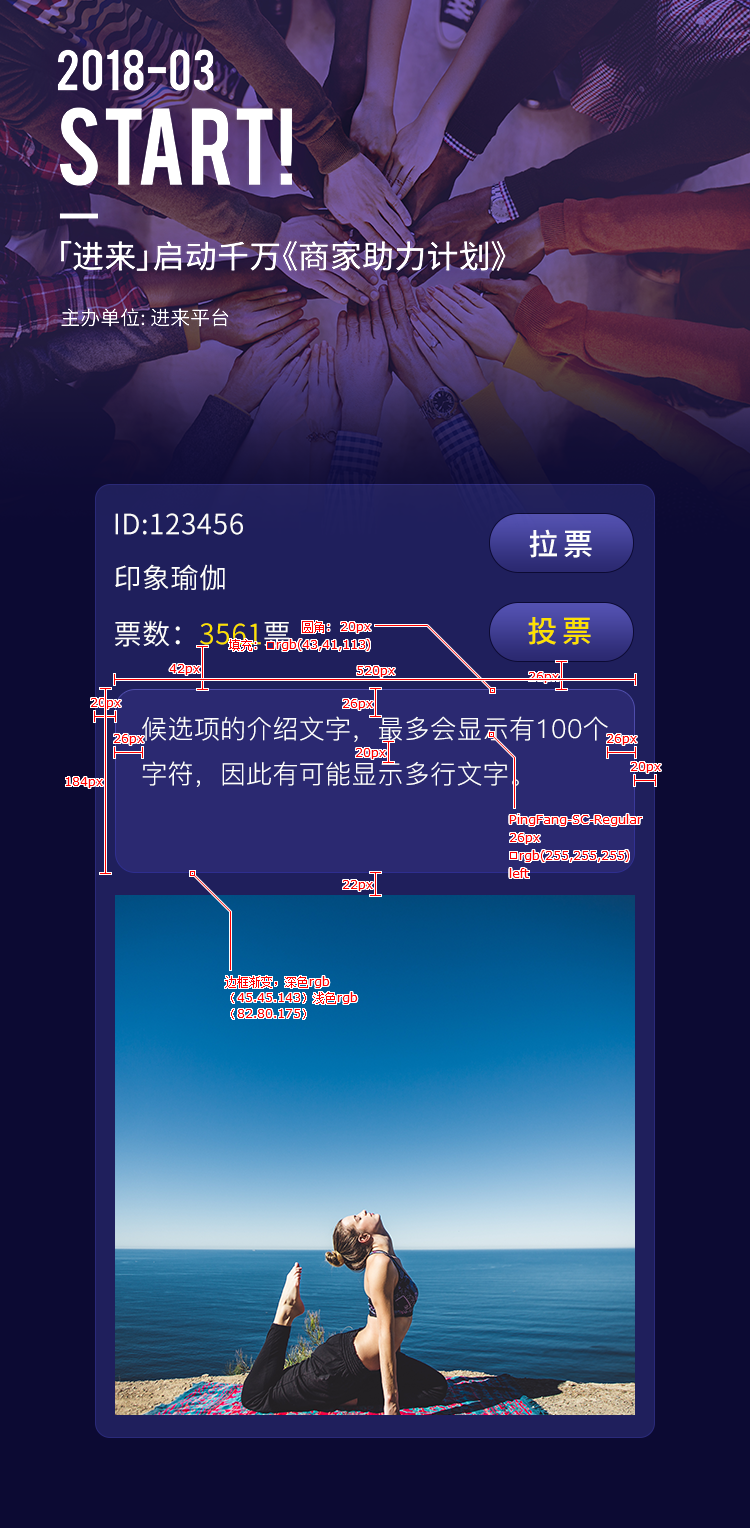 2018-03
START!
「进来」启动千万《商家助力计划》
主办单位: 进来平台
ID:123456
拉票
印象瑜伽
票数：3561票
投票
圆角：20px
填充：rgb(43,41,113)
42px
520px
26px
20px
26px
候选项的介绍文字，最多会显示有100个
26px
26px
20px
20px
字符，因此有可能显示多行文字。
184px
PingFang-SC-Regular
26px
rgb(255,255,255)
left
22px
边框渐变，深色rgb
（45.45.143）浅色rgb
（82.80.175）